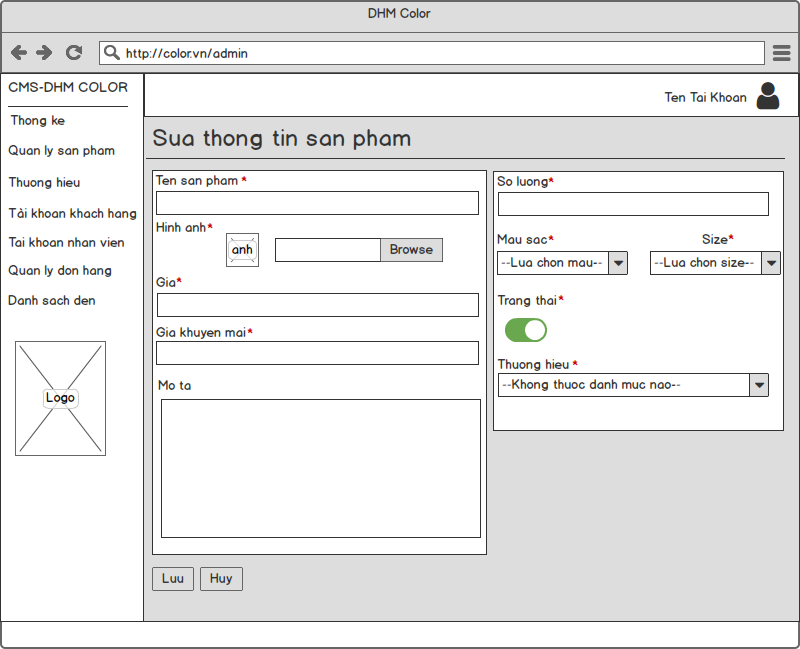 DHM Color
http://color.vn/admin
CMS-DHM COLOR
Thong ke
Quan ly san pham
Thuong hieu
Tài khoan khach hang
Tai khoan nhan vien
Quan ly don hang
Danh sach den
Logo
Ten Tai Khoan
Sua thong tin san pham
Ten san pham *
Hinh anh*
anh
Browse
Gia*
Gia khuyen mai*
Mo ta
So luong*
Mau sac*
Size*
--Lua chon mau--
--Lua chon size--
Trang thai*
Thuong hieu *
--Khong thuoc danh muc nao--
Luu
Huy